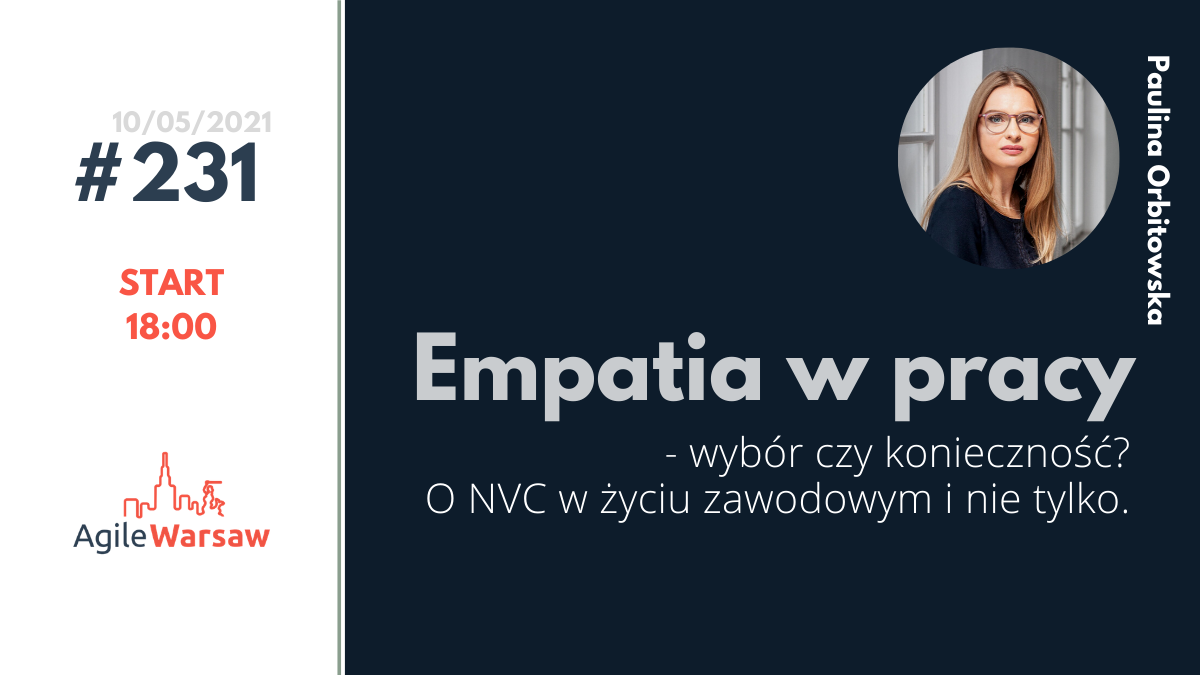 10/05/2021
#231
START
18:00
AgileWarsaw
Paulina Orbitowska
Empatia w pracy
- wybór czy konieczność?
O NVC w życiu zawodowym i nie tylko.